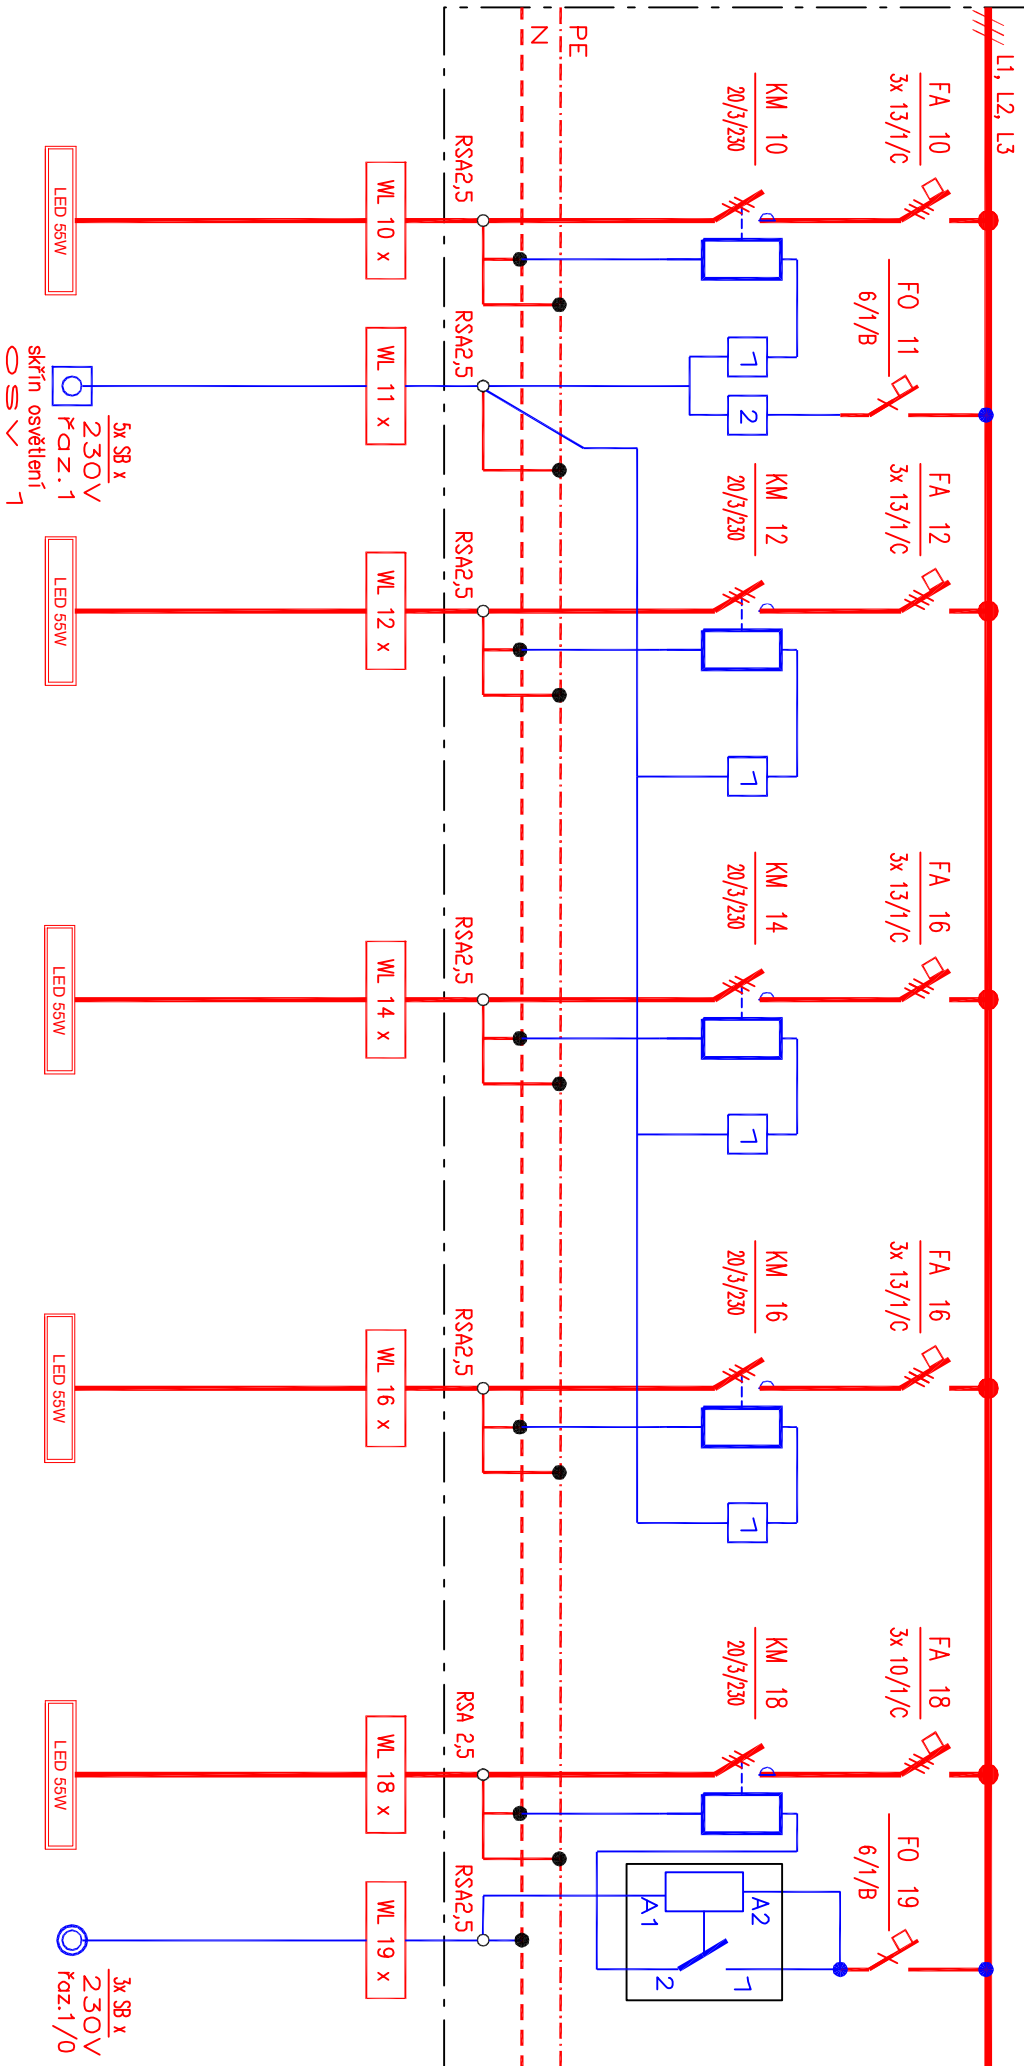 L1, L2, L3
PE
N
FA 10
3x 13/1/C
KM 10
20/3/230
RSA2,5
WL 10 x
LED 55W
FO 11
6/1/B
1
2
RSA2,5
WL 11 x
5x SB x
230V
řaz.1
skříň osvětlení
OSV 1
FA 12
3x 13/1/C
KM 12
20/3/230
1
RSA2,5
WL 12 x
LED 55W
FA 16
3x 13/1/C
KM 14
20/3/230
1
RSA2,5
WL 14 x
LED 55W
FA 16
3x 13/1/C
KM 16
20/3/230
1
RSA2,5
WL 16 x
LED 55W
FA 18
3x 10/1/C
KM 18
20/3/230
RSA 2,5
WL 18 x
LED 55W
FO 19
6/1/B
A2
A1
1
2
RSA2,5
WL 19 x
3x SB x
230V
řaz.1/0